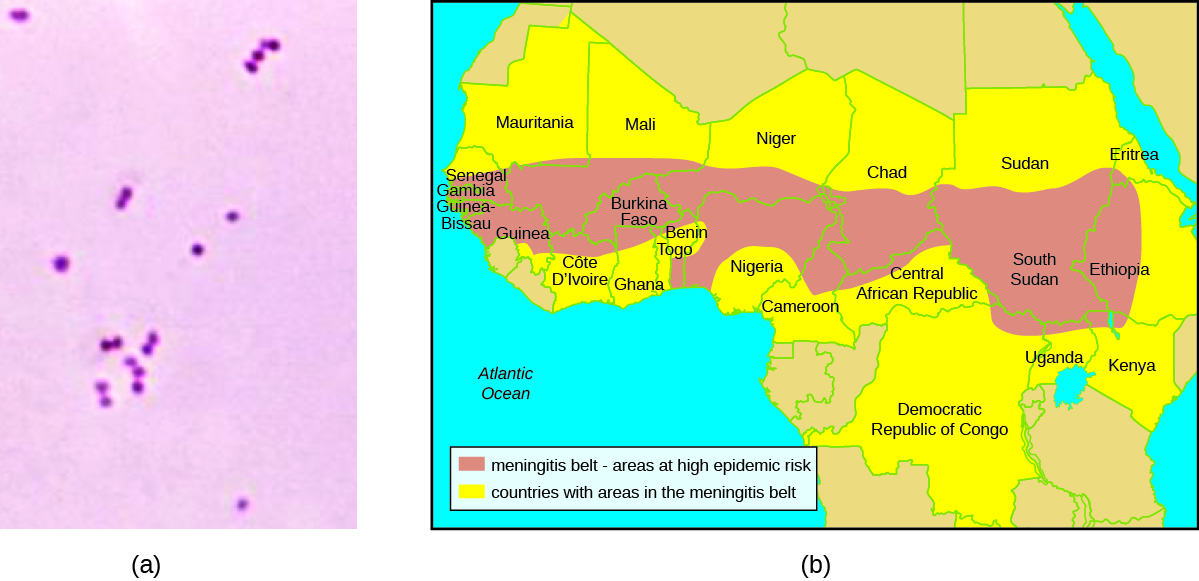 Mauritania
Mali
Niger
Chad
Sudan
Eritrea
Senegal
Gambia
Guinea-
Bissau
Guinea
Burkina
Faso
Benin
Togo
Côte
D'Ivoire
Ghana
Nigeria
Cameroon
Central
African Republic
South
Sudan
Ethiopia
Uganda
Kenya
Democratic
Republic of Congo
Atlantic
Ocean
meningitis belt - areas at high epidemic risk
countries with areas in the meningitis belt
(a)
(b)